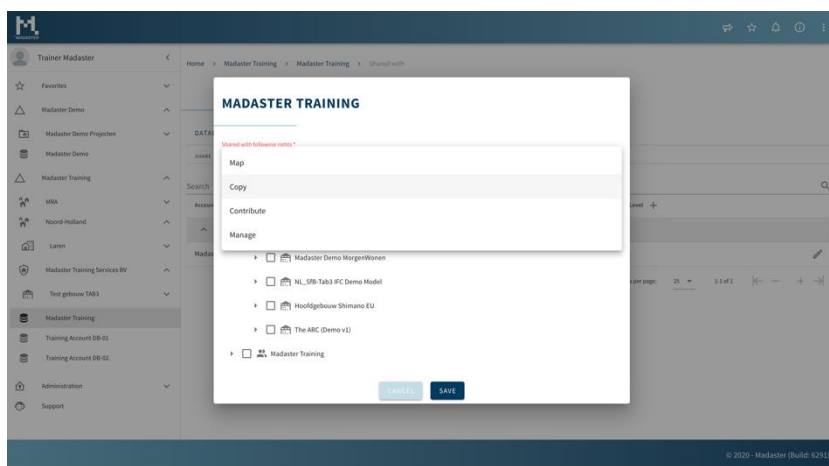 M.
MADASTER
Trainer Madaster
Favorites
Madaster Demo
Madaster Demo Projecten
Madaster Demo
Madaster Training
MRA
Noord-Holland
Laren
Madaster Training Services BV
Test gebouw TAB3
Madaster Training
Training Account DB-01
Training Account DB-02
Administration
Support
Home > Madaster Training > Madaster Training > Shared with
MADASTER TRAINING
Shared with following rights *
Map
Copy
Contribute
Manage
Madaster Demo MorgenWonen
NL_SfB-Tab3 IFC Demo Model
Hoofdgebouw Shimano EU
The ARC (Demo v1)
Madaster Training
CANCEL SAVE
DATA
Search
Level +
Madas
per page: 25 1-1 of 1
© 2020 - Madaster (Build: 6291)